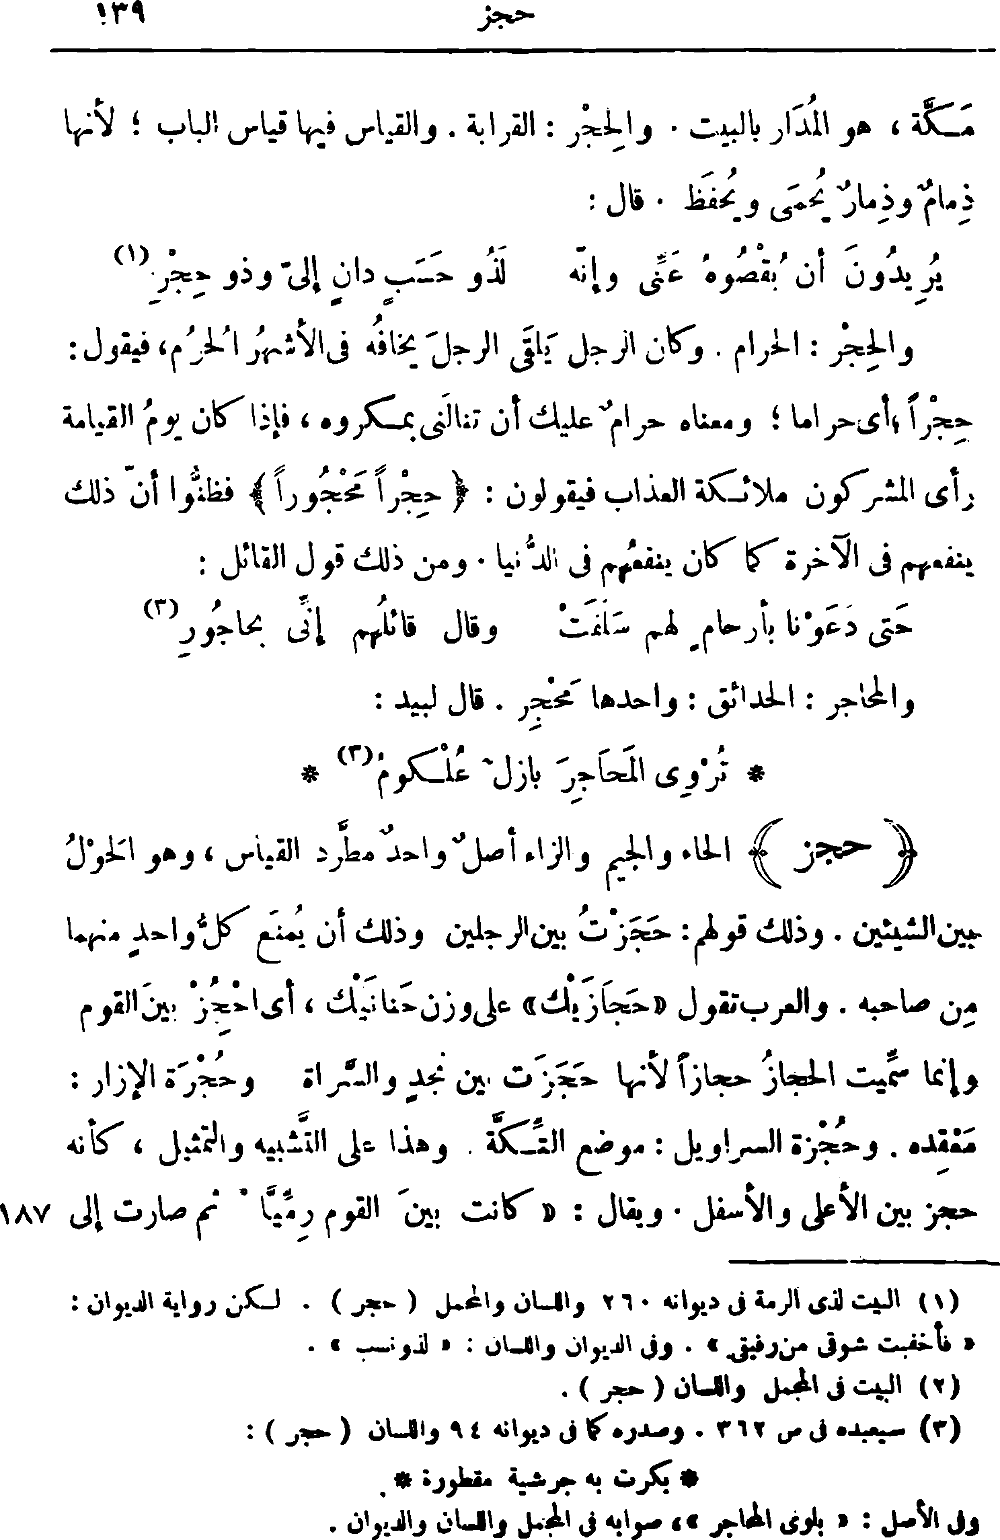 حجز ١٣٩
مَكَّة ، هو المُدَار بالبيت . والحِجْر : القرابة . والقياس فيها قياس الباب ؛ لأنها
ذِمامٌ وذِمارٌ يُحمَى ويُحفَظ . قال :
يُرِيدُونَ أن يُقْصُوهُ عَنِّى وإنّه لَذُو حَسَبٍ دانٍ إلىّ وذو حِجْرِ (١)
والحِجْر : الحرام . وكان الرجل يَلقَى الرجلَ يخافُه فى الأشهُر الحُرُم، فيقول:
حِجْراً ؛ أى حراما ؛ ومعناه حرامٌ عليك أن تنالَنى بمكروه ، فإذا كان يومُ القيامة
رأى المشركون ملائكة العذاب فيقولون : ﴿ حِجْراً مَحْجُوراً ﴾ فظنُّوا أنّ ذلك
ينفعهم فى الآخرة كما كان ينفعُهم فى الدُّنيا . ومن ذلك قول القائل :
حَتى دَعَوْنا بأرحامٍ لهم سَلَفَتْ وقال قائلُهم إنِّى بحاجُورِ (٢)
والمحاجر : الحدائق : واحدها مَحْجِر . قال لبيد :
* تُرْوِى المَحَاجِرَ بازلٌ عُلْكومُ (٣) *
﴿ حجز ﴾ الحاء والجيم والزاء أصلٌ واحدٌ مطَّرد القياس ، وهو الحَوْلُ
بين الشيئين . وذلك قولهم : حَجَزْتُ بين الرجلين وذلك أن يُمنَع كلُّ واحدٍ منهما
مِن صاحبه . والعرب تقول «حَجَازَيْك» على وزن حَنانَيْك ، أى احْجُِزْ بينَ القوم
وإنما سمِّيت الحجازُ حجازاً لأنها حَجَزَت بين نجدٍ والسَّراة وحُجْرَة الإزار :
مَعْقِده . وحُجْزة السراويل : موضع التِّكَّة . وهذا على التَّشبيه والتمثيل ، كأنه
حجز بين الأعلى والأسفل . ويقال : « كانت بينَ القوم رِمِّيَّا ثم صارت إلى ١٨٧
(١) البيت لذى الرمة فى ديوانه ٢٦٠ واللسان والمجمل ( حجر ) . لكن رواية الديوان :
« فأخفيت شوقى من رفيقى » . وفى الديوان واللسان : « لذو نسب » .
(٢) البيت فى المجمل واللسان ( حجر ) .
(٣) سيعيده فى ص ٣٦٢ . وصدره كما فى ديوانه ٩٤ واللسان ( حجر ) :
* بكرت به جرشية مقطورة *
وفى الأصل : « بلوى المحاجر »، صوابه فى المجمل واللسان والديوان .